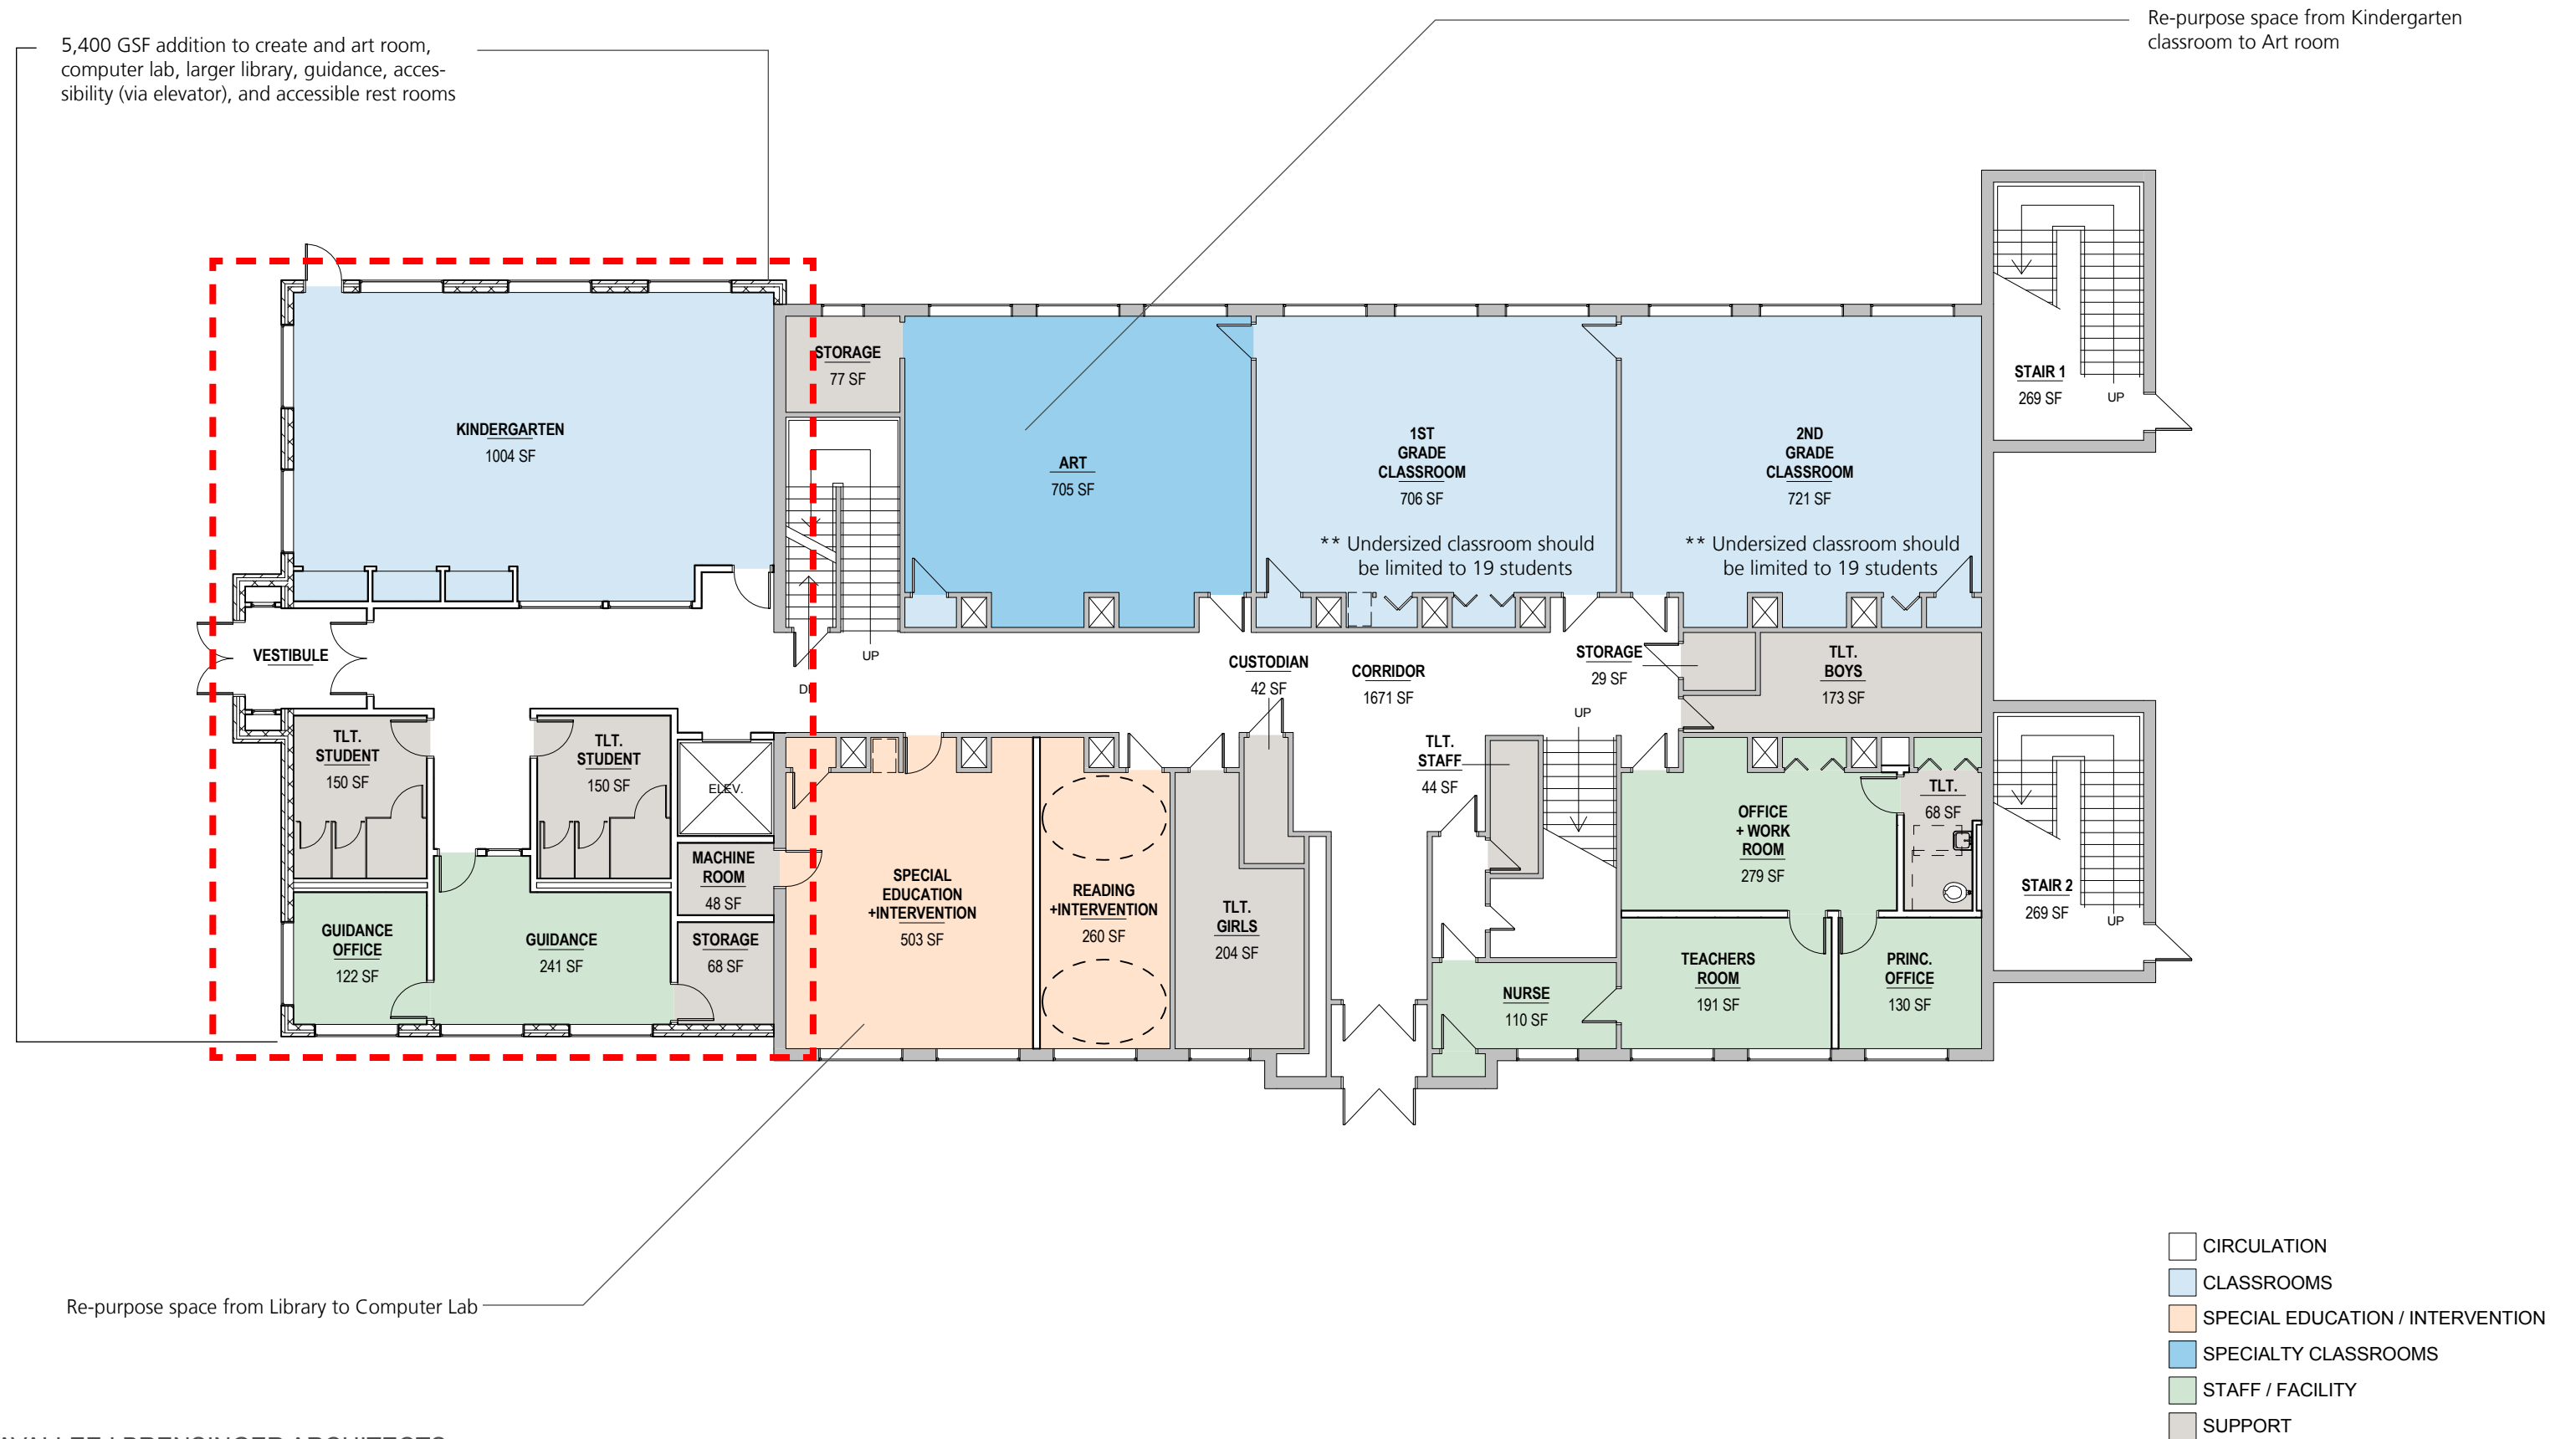 Re-purpose space from Kindergarten
classroom to Art room
5,400 GSF addition to create and art room,
computer lab, larger library, guidance, acces-
sibility (via elevator), and accessible rest rooms
STORAGE
77 SF
KINDERGARTEN
1004 SF
ART
705 SF
1ST
GRADE
CLASSROOM
706 SF
** Undersized classroom should
be limited to 19 students
2ND
GRADE
CLASSROOM
721 SF
** Undersized classroom should
be limited to 19 students
STAIR 1
269 SF
UP
VESTIBULE
UP
CUSTODIAN
42 SF
CORRIDOR
1671 SF
STORAGE
29 SF
TLT.
BOYS
173 SF
UP
TLT.
STUDENT
150 SF
TLT.
STUDENT
150 SF
ELEV.
TLT.
STAFF
44 SF
OFFICE
+ WORK
ROOM
279 SF
TLT.
68 SF
MACHINE
ROOM
48 SF
SPECIAL
EDUCATION
+INTERVENTION
503 SF
READING
+INTERVENTION
260 SF
TLT.
GIRLS
204 SF
STAIR 2
269 SF
UP
GUIDANCE
OFFICE
122 SF
GUIDANCE
241 SF
STORAGE
68 SF
NURSE
110 SF
TEACHERS
ROOM
191 SF
PRINC.
OFFICE
130 SF
Re-purpose space from Library to Computer Lab
CIRCULATION
CLASSROOMS
SPECIAL EDUCATION / INTERVENTION
SPECIALTY CLASSROOMS
STAFF / FACILITY
SUPPORT